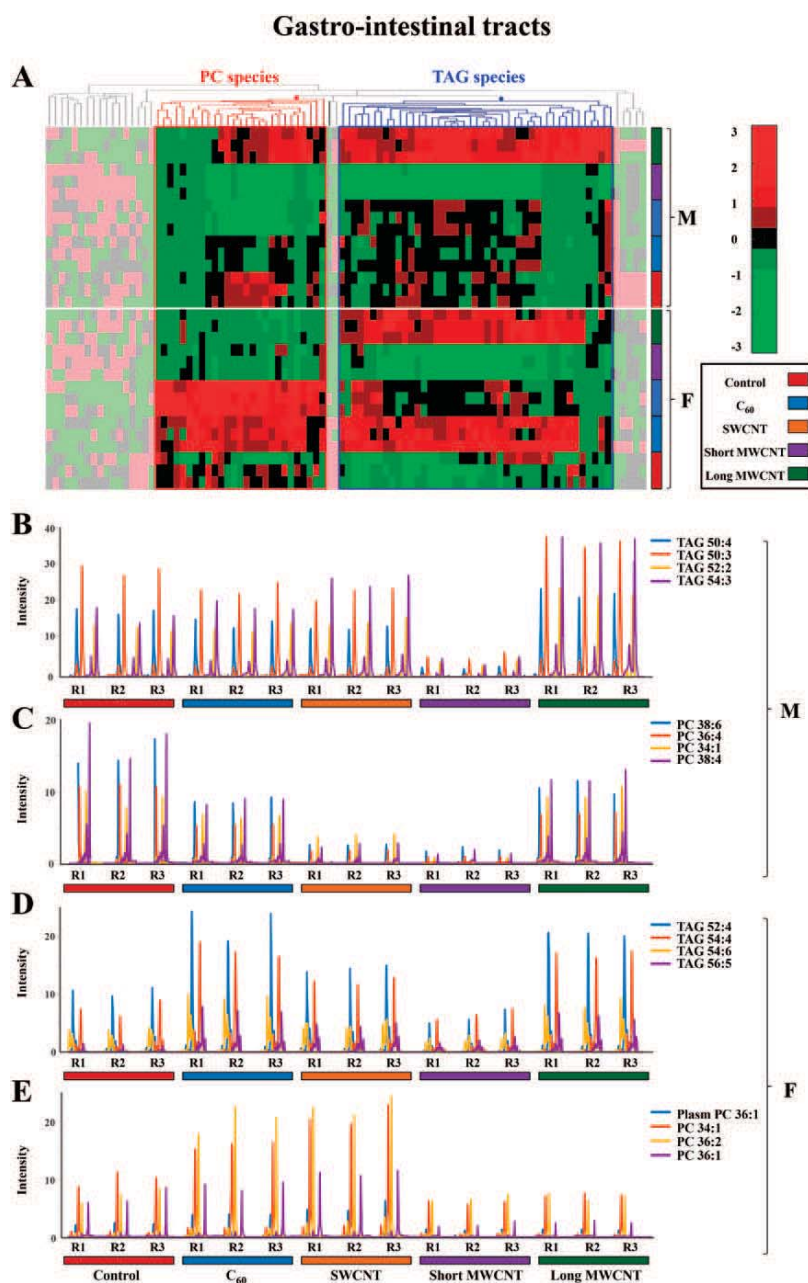 Gastro-intestinal tracts
A
PC species
TAG species
3
2
1
0
-1
-2
-3
M
F
Control
C60
SWCNT
Short MWCNT
Long MWCNT
B
Intensity
40
30
20
10
0
TAG 50:4
TAG 50:3
TAG 52:2
TAG 54:3
R1 R2 R3 R1 R2 R3 R1 R2 R3 R1 R2 R3 R1 R2 R3
C
Intensity
20
10
0
PC 38:6
PC 36:4
PC 34:1
PC 38:4
R1 R2 R3 R1 R2 R3 R1 R2 R3 R1 R2 R3 R1 R2 R3
M
D
Intensity
20
10
0
TAG 52:4
TAG 54:4
TAG 54:6
TAG 56:5
R1 R2 R3 R1 R2 R3 R1 R2 R3 R1 R2 R3 R1 R2 R3
E
Intensity
20
10
0
Plasm PC 36:1
PC 34:1
PC 36:2
PC 36:1
R1 R2 R3 R1 R2 R3 R1 R2 R3 R1 R2 R3 R1 R2 R3
F
Control C60 SWCNT Short MWCNT Long MWCNT